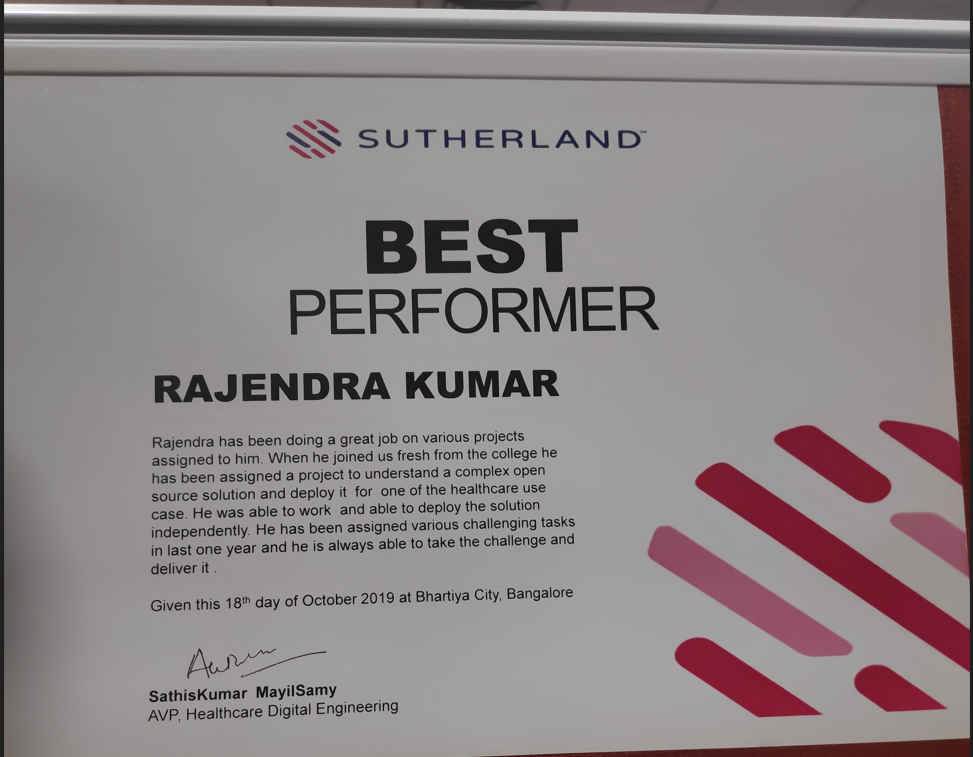 SUTHERLAND™
BEST
PERFORMER
RAJENDRA KUMAR
Rajendra has been doing a great job on various projects
assigned to him. When he joined us fresh from the college he
has been assigned a project to understand a complex open
source solution and deploy it for one of the healthcare use
case. He was able to work and able to deploy the solution
independently. He has been assigned various challenging tasks
in last one year and he is always able to take the challenge and
deliver it .
Given this 18th day of October 2019 at Bhartiya City, Bangalore
SathisKumar MayilSamy
AVP, Healthcare Digital Engineering